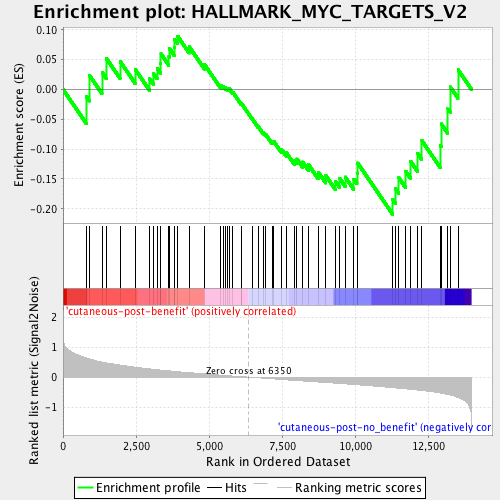 Enrichment plot: HALLMARK_MYC_TARGETS_V2
Enrichment score (ES)
0.10
0.05
0.00
-0.05
-0.10
-0.15
-0.20
'cutaneous-post-benefit' (positively correlated)
Ranked list metric (Signal2Noise)
2
1
0
-1
Zero cross at 6350
'cutaneous-post-no_benefit' (negatively cor
0
2,500
5,000
7,500
10,000
12,500
Rank in Ordered Dataset
Enrichment profile
Hits
Ranking metric scores